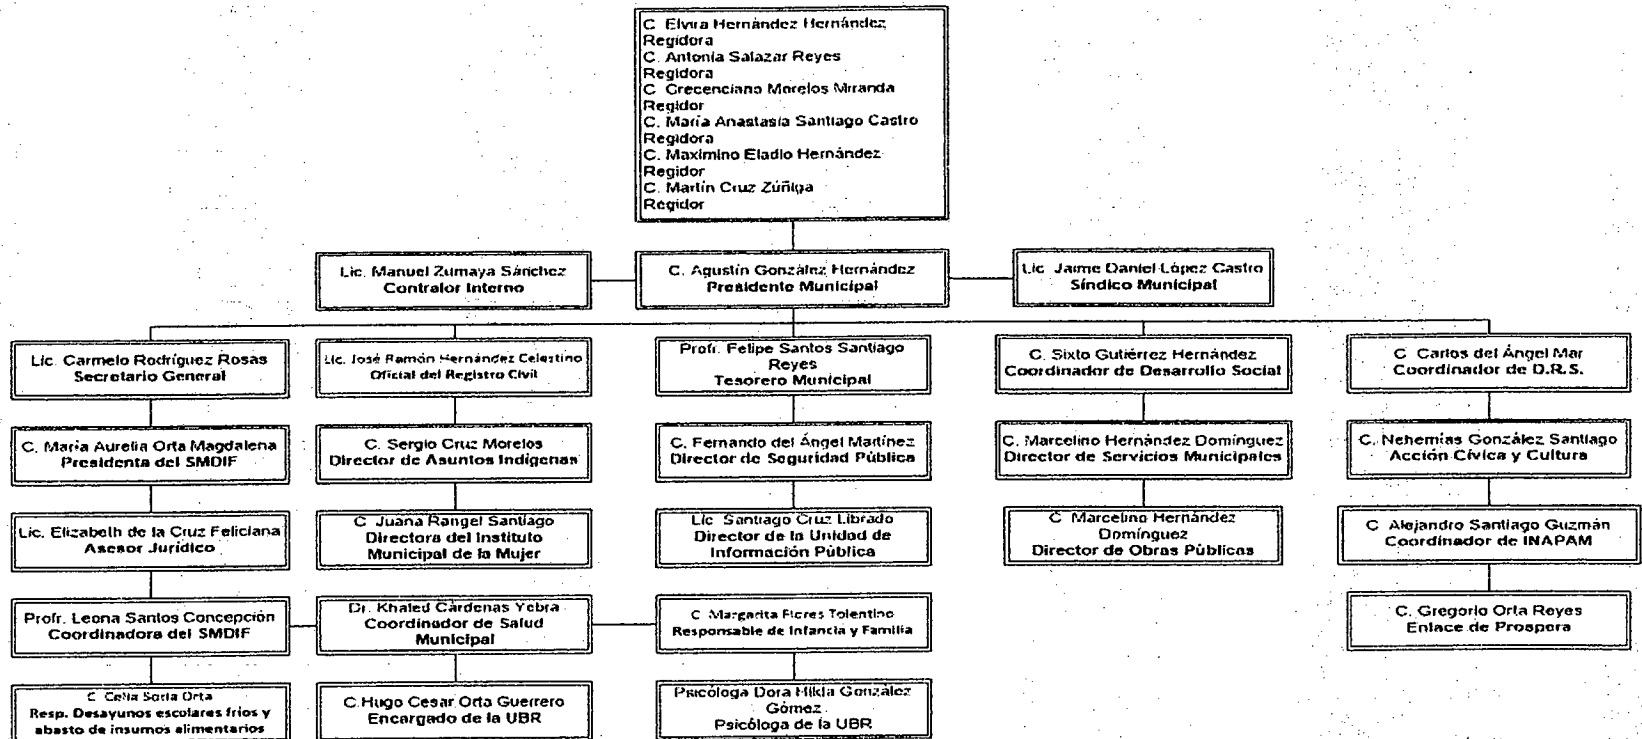 C Elvira Hernández Hernández
Regidora
C. Antonia Salazar Reyes
Regidora
C Crecenciano Morelos Miranda
Regidor
C. María Anastasia Santiago Castro
Regidora
C. Maximino Eladio Hernández
Regidor
C. Martín Cruz Zúñiga
Regidor
Lic. Manuel Zumaya Sánchez
Contralor Interno
C. Agustín González Hernández
Presidente Municipal
Lic. Jaime Daniel López Castro
Síndico Municipal
Lic. Carmelo Rodríguez Rosas
Secretario General
Lic. José Ramón Hernández Celestino
Oficial del Registro Civil
Profr. Felipe Santos Santiago
Reyes
Tesorero Municipal
C. Sixto Gutiérrez Hernández
Coordinador de Desarrollo Social
C. Carlos del Ángel Mar
Coordinador de D.R.S.
C. María Aurelia Orta Magdalena
Presidenta del SMDIF
C. Sergio Cruz Morelos
Director de Asuntos Indígenas
C. Fernando del Ángel Martínez
Director de Seguridad Pública
C. Marcelino Hernández Domínguez
Director de Servicios Municipales
C. Nehemías González Santiago
Acción Cívica y Cultura
Lic. Elizabeth de la Cruz Feliciana
Asesor Jurídico
C Juana Rangel Santiago
Directora del Instituto
Municipal de la Mujer
Lic Santiago Cruz Librado
Director de la Unidad de
Información Pública
C Marcelino Hernández
Domínguez
Director de Obras Públicas
C Alejandro Santiago Guzmán
Coordinador de INAPAM
Profr. Leona Santos Concepción
Coordinadora del SMDIF
Dr. Khaled Cárdenas Yebra
Coordinador de Salud
Municipal
C Margarita Flores Tolentino
Responsable de Infancia y Familia
C. Gregorio Orta Reyes
Enlace de Prospera
C Celia Soria Orta
Resp. Desayunos escolares fríos y
abasto de insumos alimentarios
C.Hugo Cesar Orta Guerrero
Encargado de la UBR
Psicóloga Dora Hilda González
Gómez
Psicóloga de la UBR